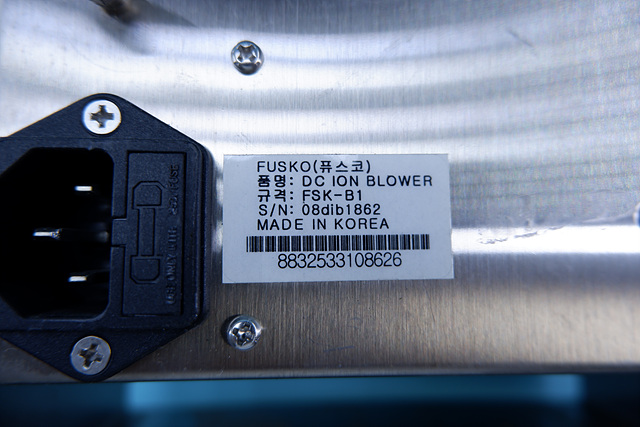 FUSKO(퓨스코)
품명: DC ION BLOWER
규격: FSK-B1
S/N: 08dib1862
MADE IN KOREA
8832533108626